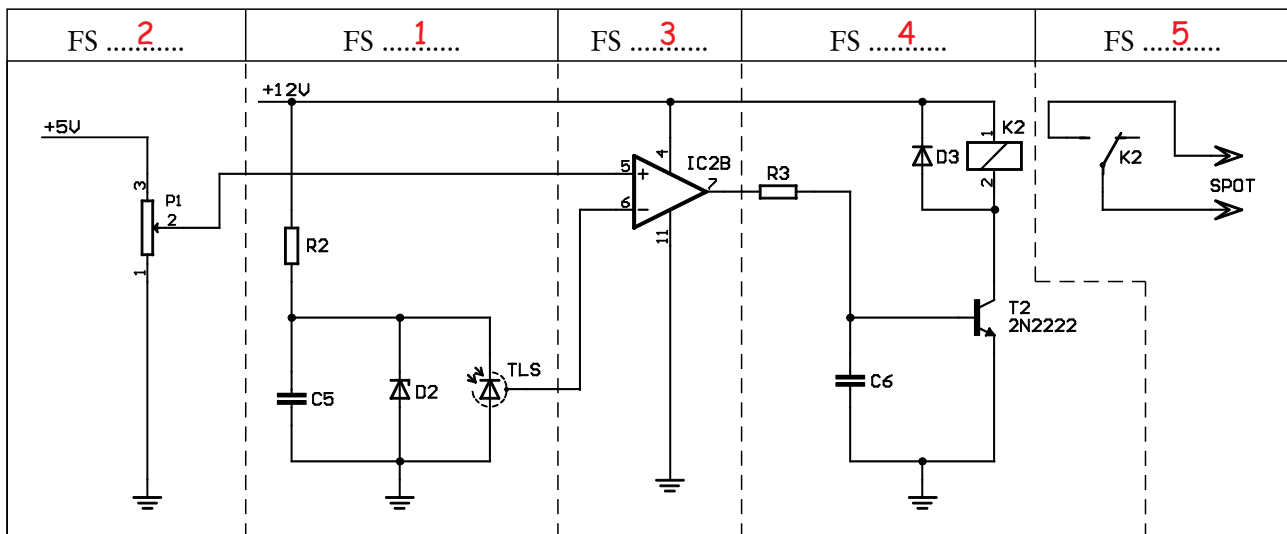 FS ....2.......
FS .....1......
FS .....3......
FS .....4......
FS .....5......
+12V
+5V
3
P1
2
1
R2
C5
D2
TLS
5
+
6
-
4
IC2B
7
11
R3
D3
1
K2
2
C6
T2
2N2222
K2
SPOT